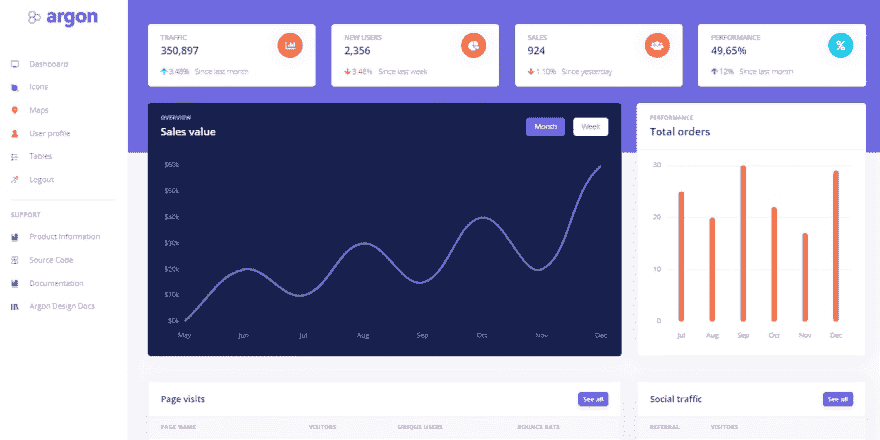 argon
Dashboard
Icons
Maps
User profile
Tables
Logout
SUPPORT
Product Information
Source Code
Documentation
Argon Design Docs
TRAFFIC
350,897
3.48% Since last month
NEW USERS
2,356
3.48% Since last week
SALES
924
1.10% Since yesterday
PERFORMANCE
49,65%
12% Since last month
OVERVIEW
Sales value
Month Week
$60k
$50k
$40k
$30k
$20k
$10k
$0k
May Jun Jul Aug Sep Oct Nov Dec
PERFORMANCE
Total orders
30
20
10
0
Jul Aug Sep Oct Nov Dec
Page visits
See all
PAGE NAME VISITORS UNIQUE USERS BOUNCE RATE
Social traffic
See all
REFERRAL VISITORS